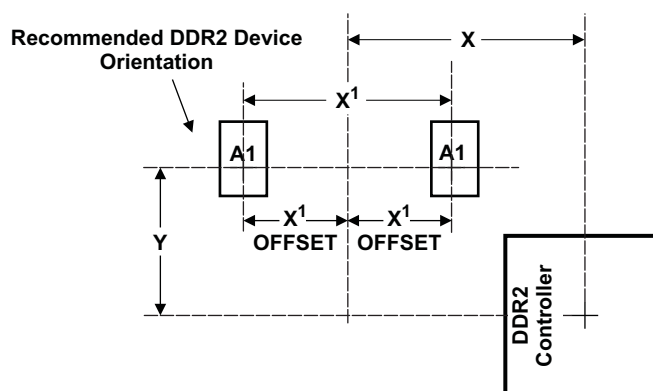 Recommended DDR2 Device
Orientation
X
X¹
A1
A1
X¹
OFFSET
X¹
OFFSET
Y
DDR2
Controller